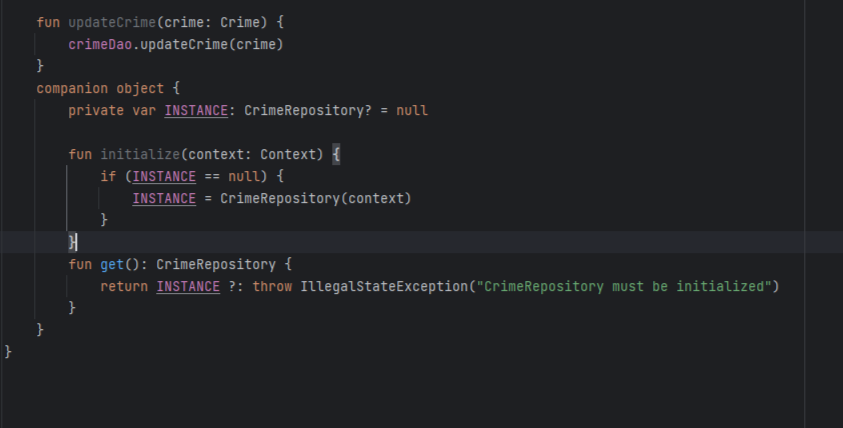 fun updateCrime(crime: Crime) {
crimeDao.updateCrime(crime)
}
companion object {
private var INSTANCE: CrimeRepository? = null
fun initialize(context: Context) {
if (INSTANCE == null) {
INSTANCE = CrimeRepository(context)
}
}
fun get(): CrimeRepository {
return INSTANCE ?: throw IllegalStateException("CrimeRepository must be initialized")
}
}
}